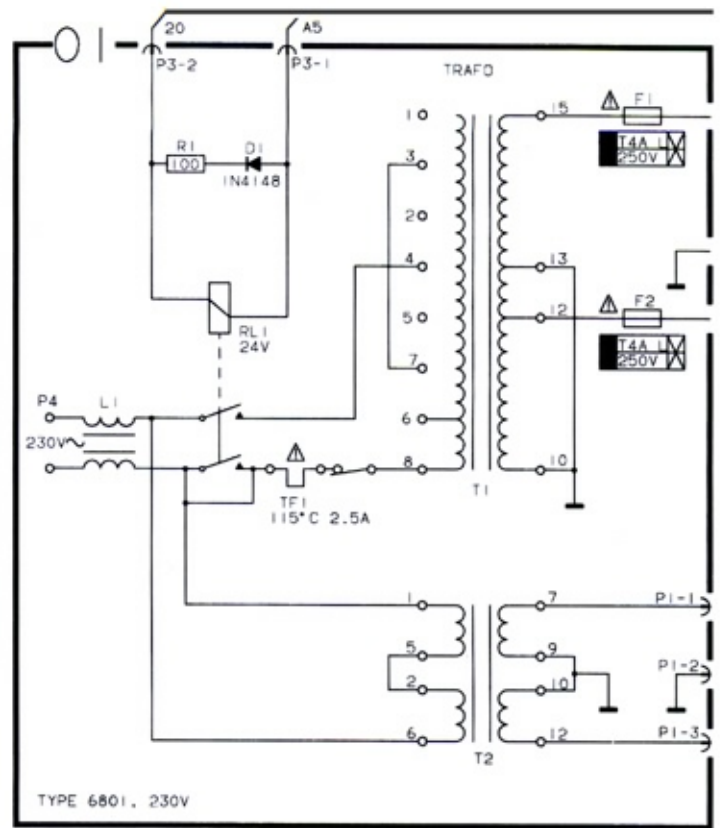 20
A5
P3-2
P3-1
TRAFO
R1
100
D1
1N4148
1
3
2
4
5
7
6
8
15
13
12
10
F1
T4A L
250V
F2
T4A L
250V
RL1
24V
P4
L1
230V~
TF1
115°C 2.5A
T1
1
5
2
6
7
9
10
12
T2
P1-1
P1-2
P1-3
TYPE 6801, 230V